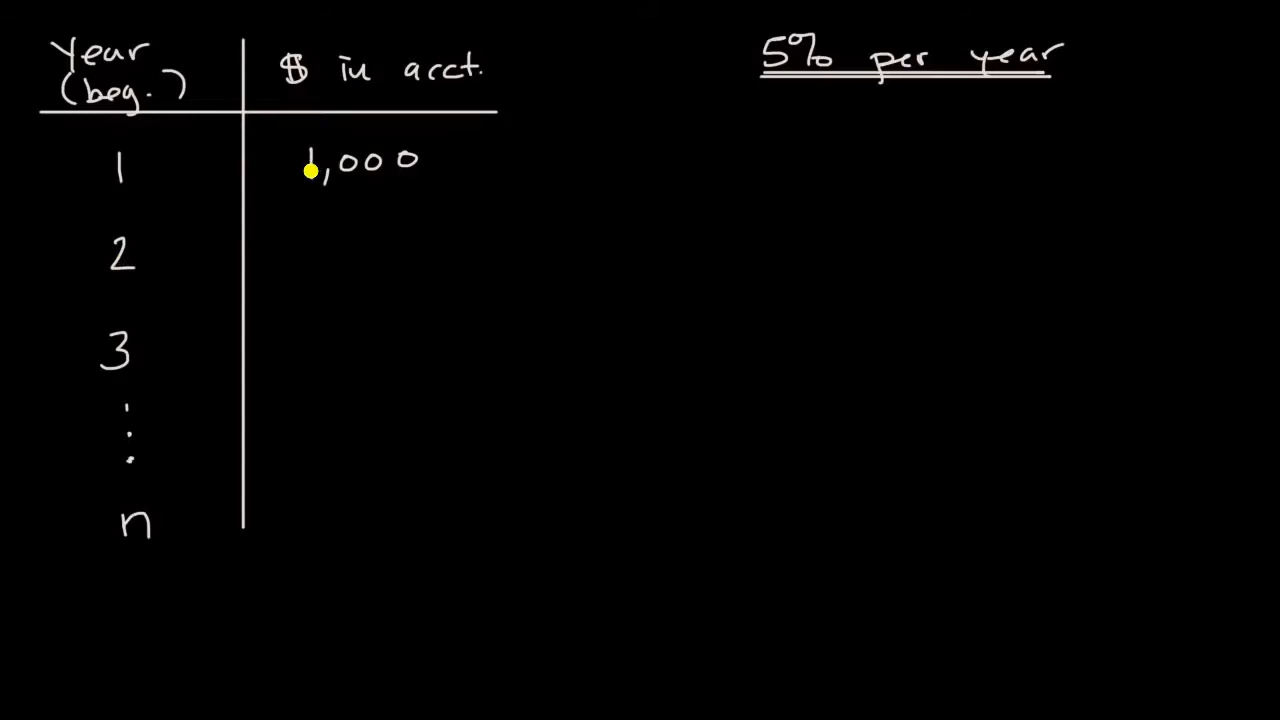 Year $ in acct.
(beg.)
5% per year
1 1,000
2
3
⋮
n